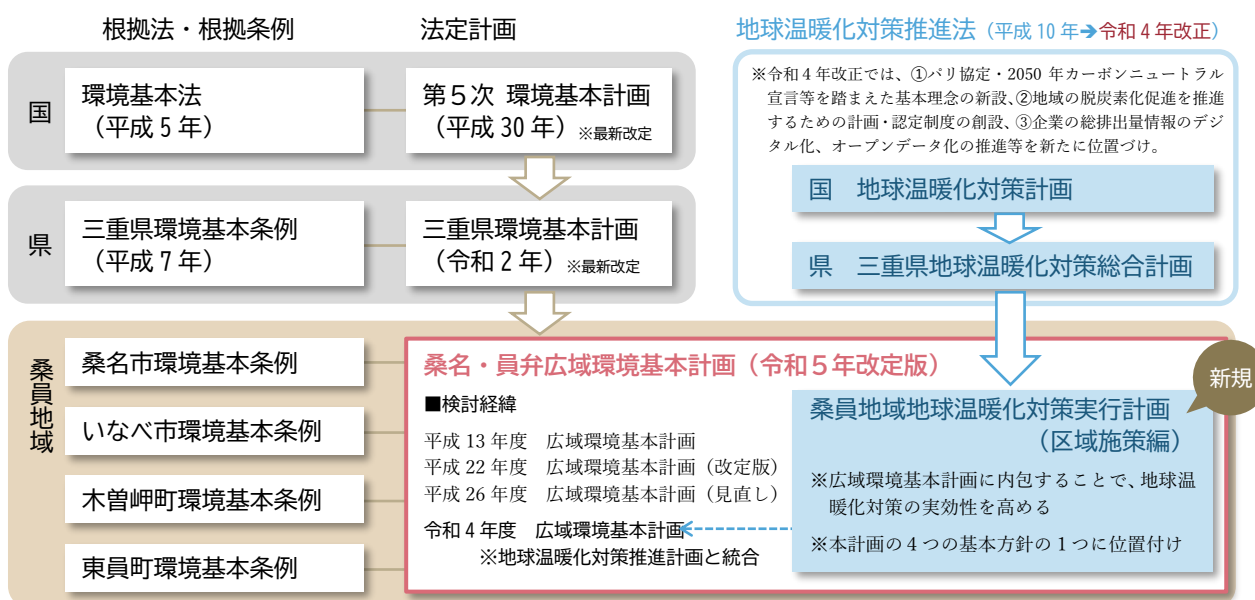 根拠法・根拠条例
法定計画
国
環境基本法
（平成５年）
第５次 環境基本計画
（平成 30 年）※最新改定
県
三重県環境基本条例
（平成７年）
三重県環境基本計画
（令和２年）※最新改定
地球温暖化対策推進法（平成 10 年➔令和４年改正）
※令和４年改正では、①パリ協定・2050 年カーボンニュートラル
宣言等を踏まえた基本理念の新設、②地域の脱炭素化促進を推進
するための計画・認定制度の創設、③企業の総排出量情報のデジ
タル化、オープンデータ化の推進等を新たに位置づけ。
国　地球温暖化対策計画
県　三重県地球温暖化対策総合計画
桑員地域
桑名市環境基本条例
いなべ市環境基本条例
木曽岬町環境基本条例
東員町環境基本条例
桑名・員弁広域環境基本計画（令和５年改定版）
■検討経緯
平成 13 年度　広域環境基本計画
平成 22 年度　広域環境基本計画（改定版）
平成 26 年度　広域環境基本計画（見直し）
令和４年度　広域環境基本計画
※地球温暖化対策推進計画と統合
新規
桑員地域地球温暖化対策実行計画
（区域施策編）
※広域環境基本計画に内包することで、地球温
暖化対策の実効性を高める
※本計画の４つの基本方針の１つに位置付け